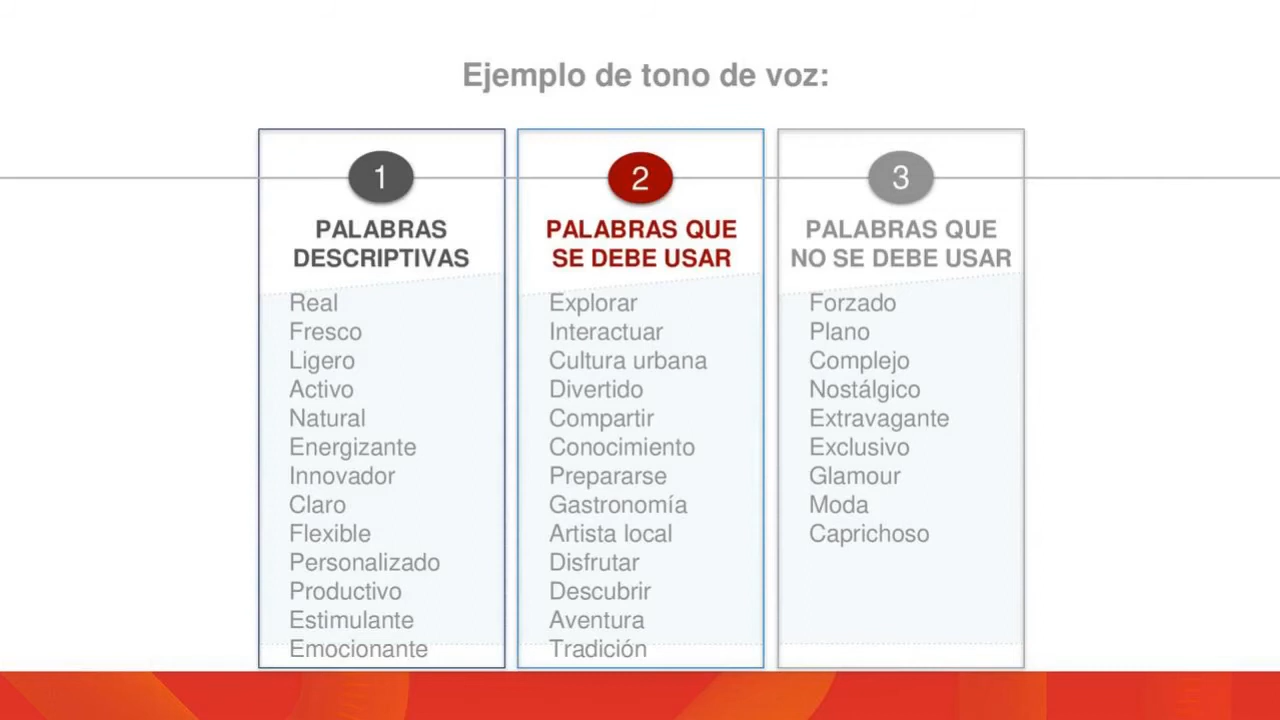 Ejemplo de tono de voz:
1
PALABRAS
DESCRIPTIVAS
Real
Fresco
Ligero
Activo
Natural
Energizante
Innovador
Claro
Flexible
Personalizado
Productivo
Estimulante
Emocionante
2
PALABRAS QUE
SE DEBE USAR
Explorar
Interactuar
Cultura urbana
Divertido
Compartir
Conocimiento
Prepararse
Gastronomía
Artista local
Disfrutar
Descubrir
Aventura
Tradición
3
PALABRAS QUE
NO SE DEBE USAR
Forzado
Plano
Complejo
Nostálgico
Extravagante
Exclusivo
Glamour
Moda
Caprichoso